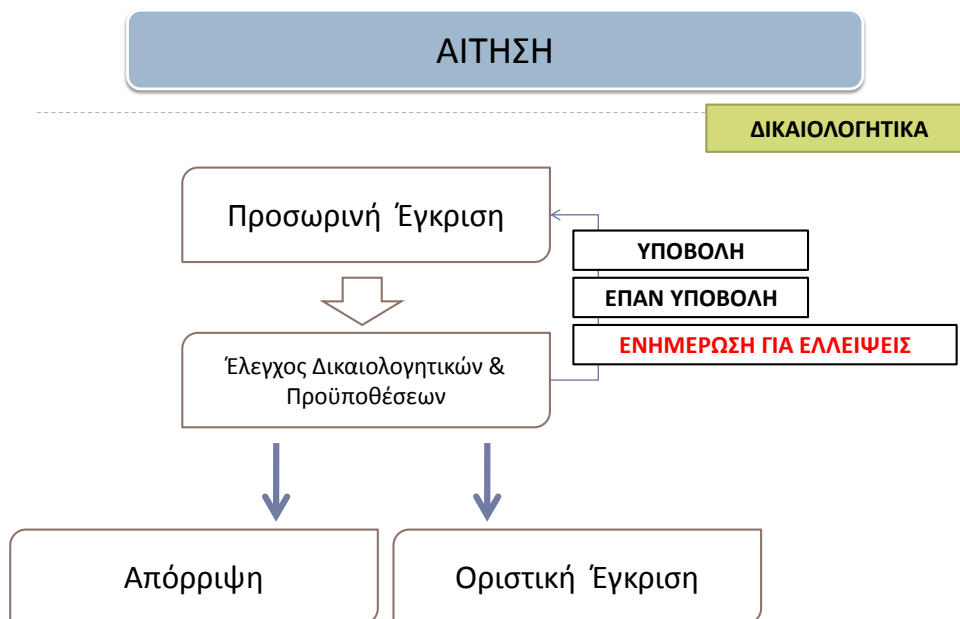 ΑΙΤΗΣΗ
ΔΙΚΑΙΟΛΟΓΗΤΙΚΑ
Προσωρινή Έγκριση
ΥΠΟΒΟΛΗ
ΕΠΑΝ ΥΠΟΒΟΛΗ
ΕΝΗΜΕΡΩΣΗ ΓΙΑ ΕΛΛΕΙΨΕΙΣ
Έλεγχος Δικαιολογητικών &
Προϋποθέσεων
Απόρριψη
Οριστική Έγκριση